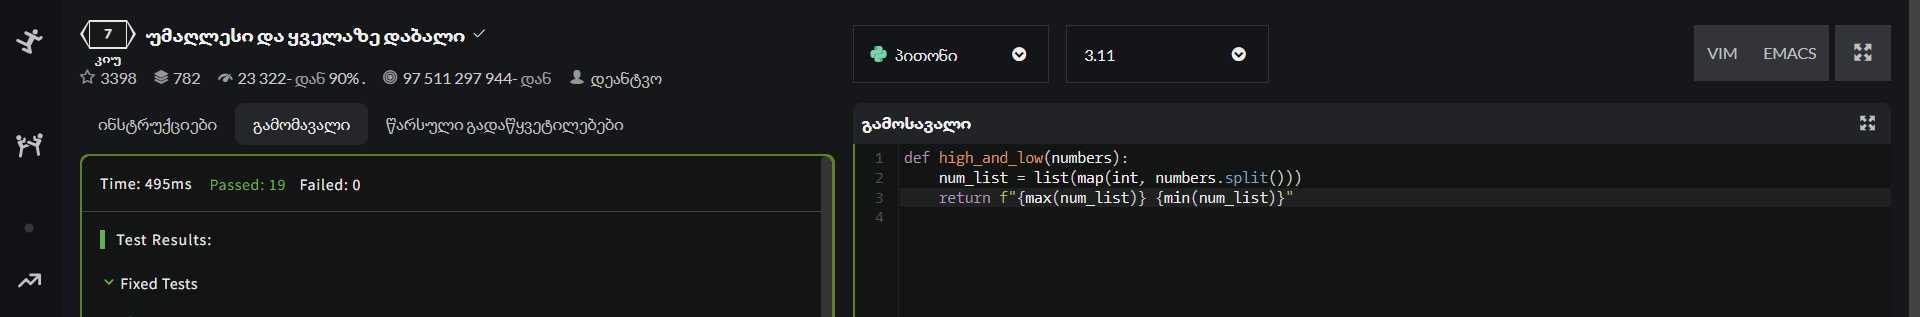 7
კიუ
უმაღლესი და ყველაზე დაბალი
3398 782 23 322- დან 90% . 97 511 297 944- დან დეანტვო
ინსტრუქციები გამომავალი წარსული გადაწყვეტილებები
Time: 495ms Passed: 19 Failed: 0
Test Results:
Fixed Tests
პითონი 3.11 VIM EMACS
გამოსავალი
1 def high_and_low(numbers):
2 num_list = list(map(int, numbers.split()))
3 return f"{max(num_list)} {min(num_list)}"
4